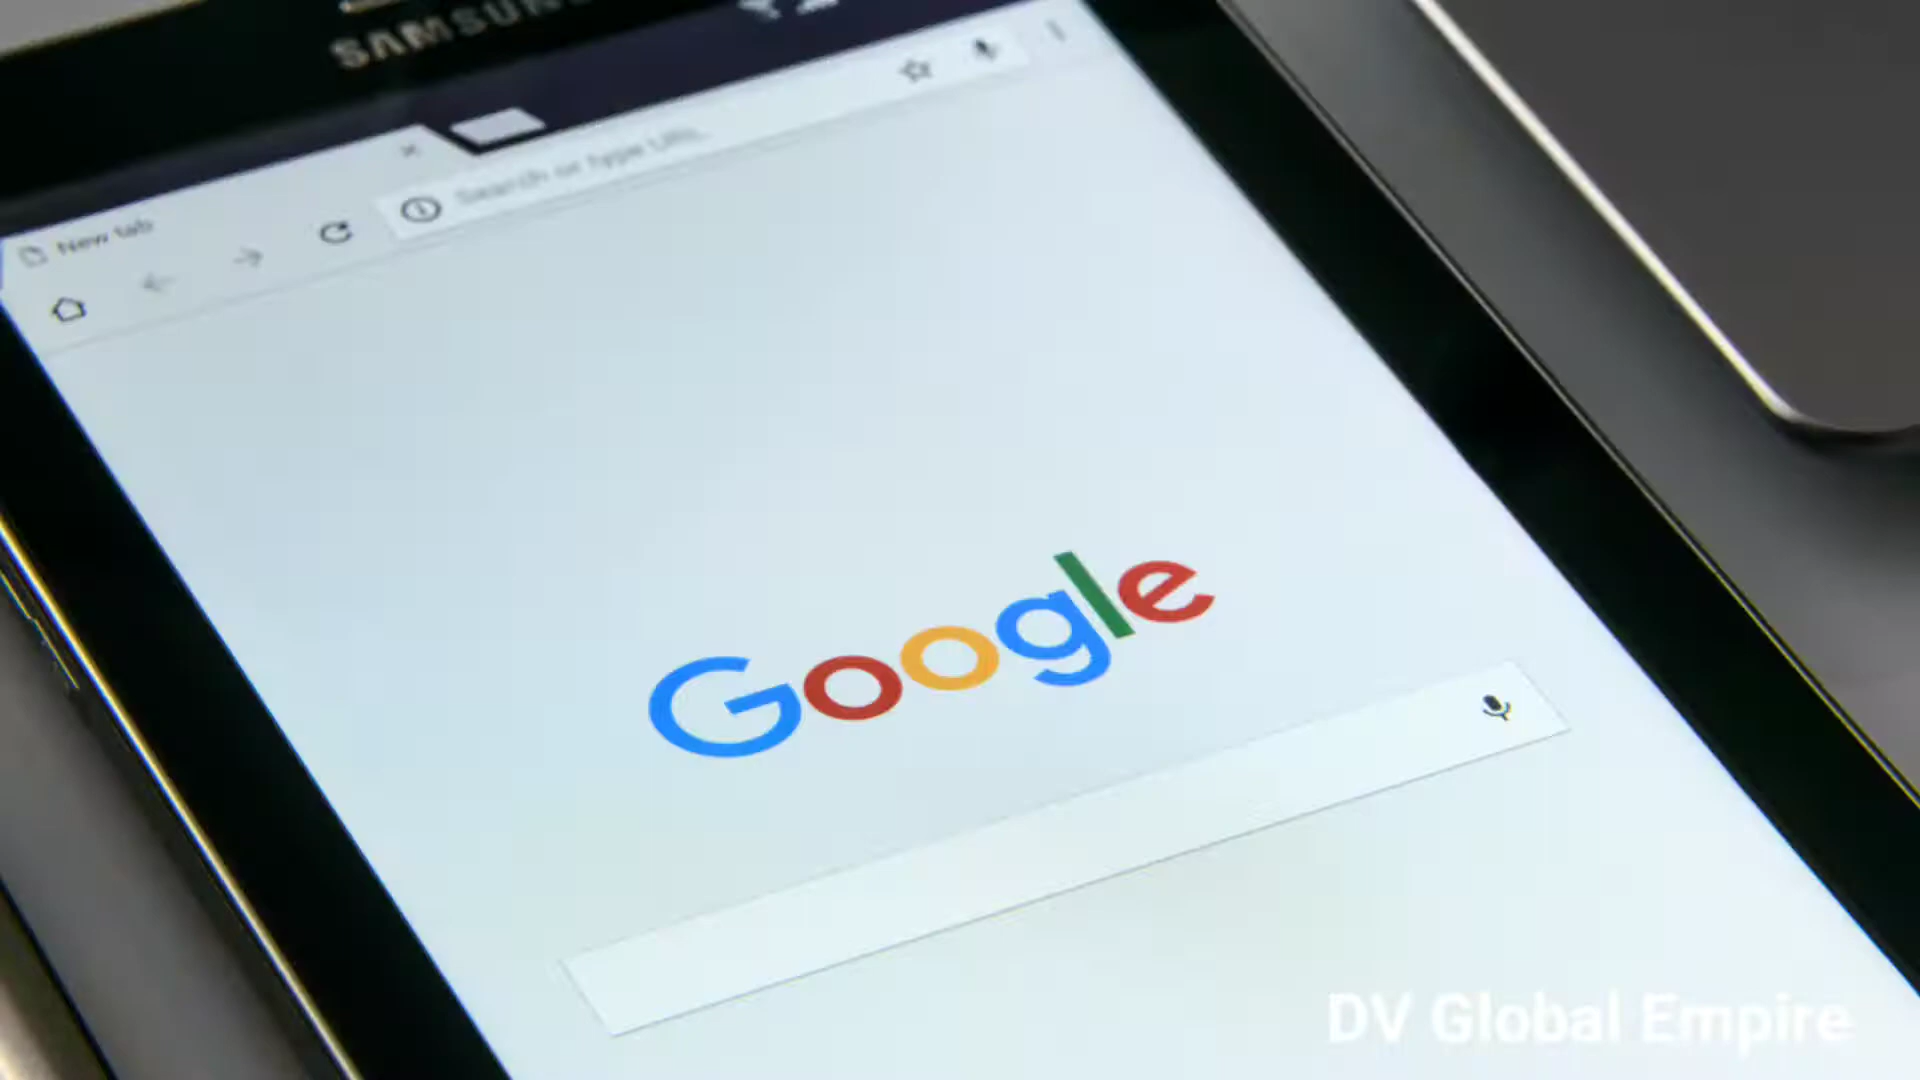 SAMSUNG
New tab
Search or type URL
Google
DV Global Empire